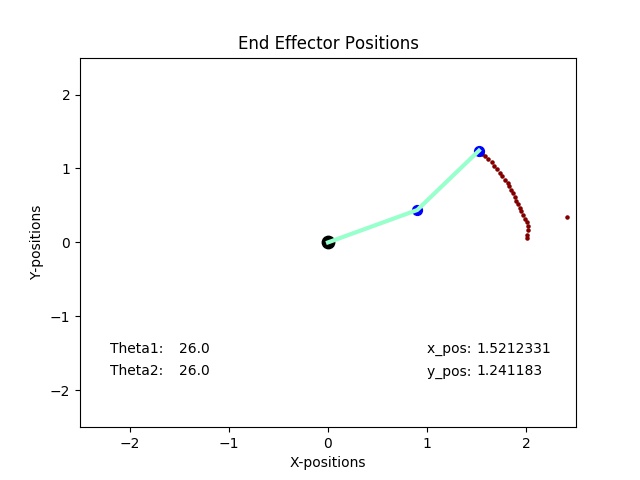 End Effector Positions
Y-positions
2
1
0
−1
−2
Theta1: 26.0 x_pos: 1.5212331
Theta2: 26.0 y_pos: 1.241183
−2 −1 0 1 2
X-positions